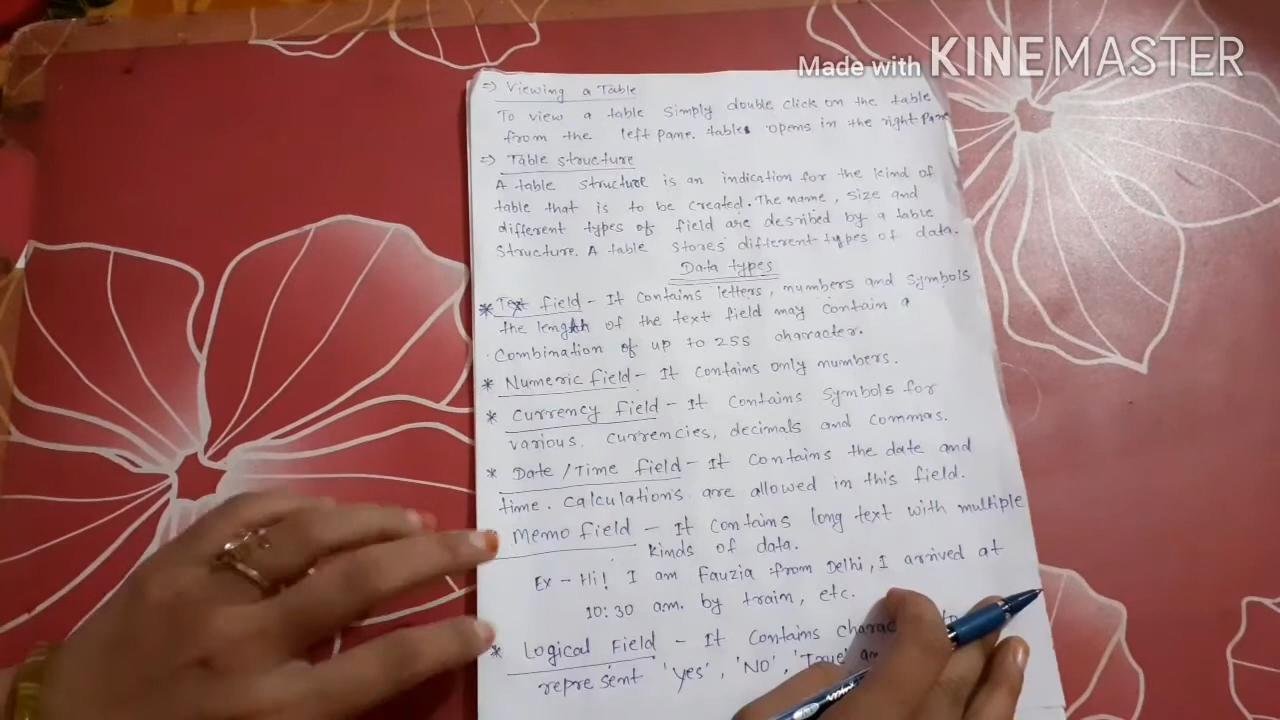 Made with KINEMASTER
=> Viewing a Table
To view a table simply double click on the table
from the left pane. table opens in the right pane
=> Table structure
A table structure is an indication for the kind of
table that is to be created. The name, size and
different types of field are described by a table
structure. A table stores different types of data.
Data types
* Text field - It contains letters, numbers and symbols
the length of the text field may contain a
combination of up to 255 character.
* Numeric field - It contains only numbers.
* Currency field - It contains symbols for
various. currencies, decimals and commas.
* Date / Time field - It contains the date and
time. calculations are allowed in this field.
Memo field - It contains long text with multiple
kinds of data.
Ex - Hi! I am Fauzia from Delhi, I arrived at
10:30 am. by train, etc.
* Logical Field - It contains
represent 'yes', 'NO', 'True'